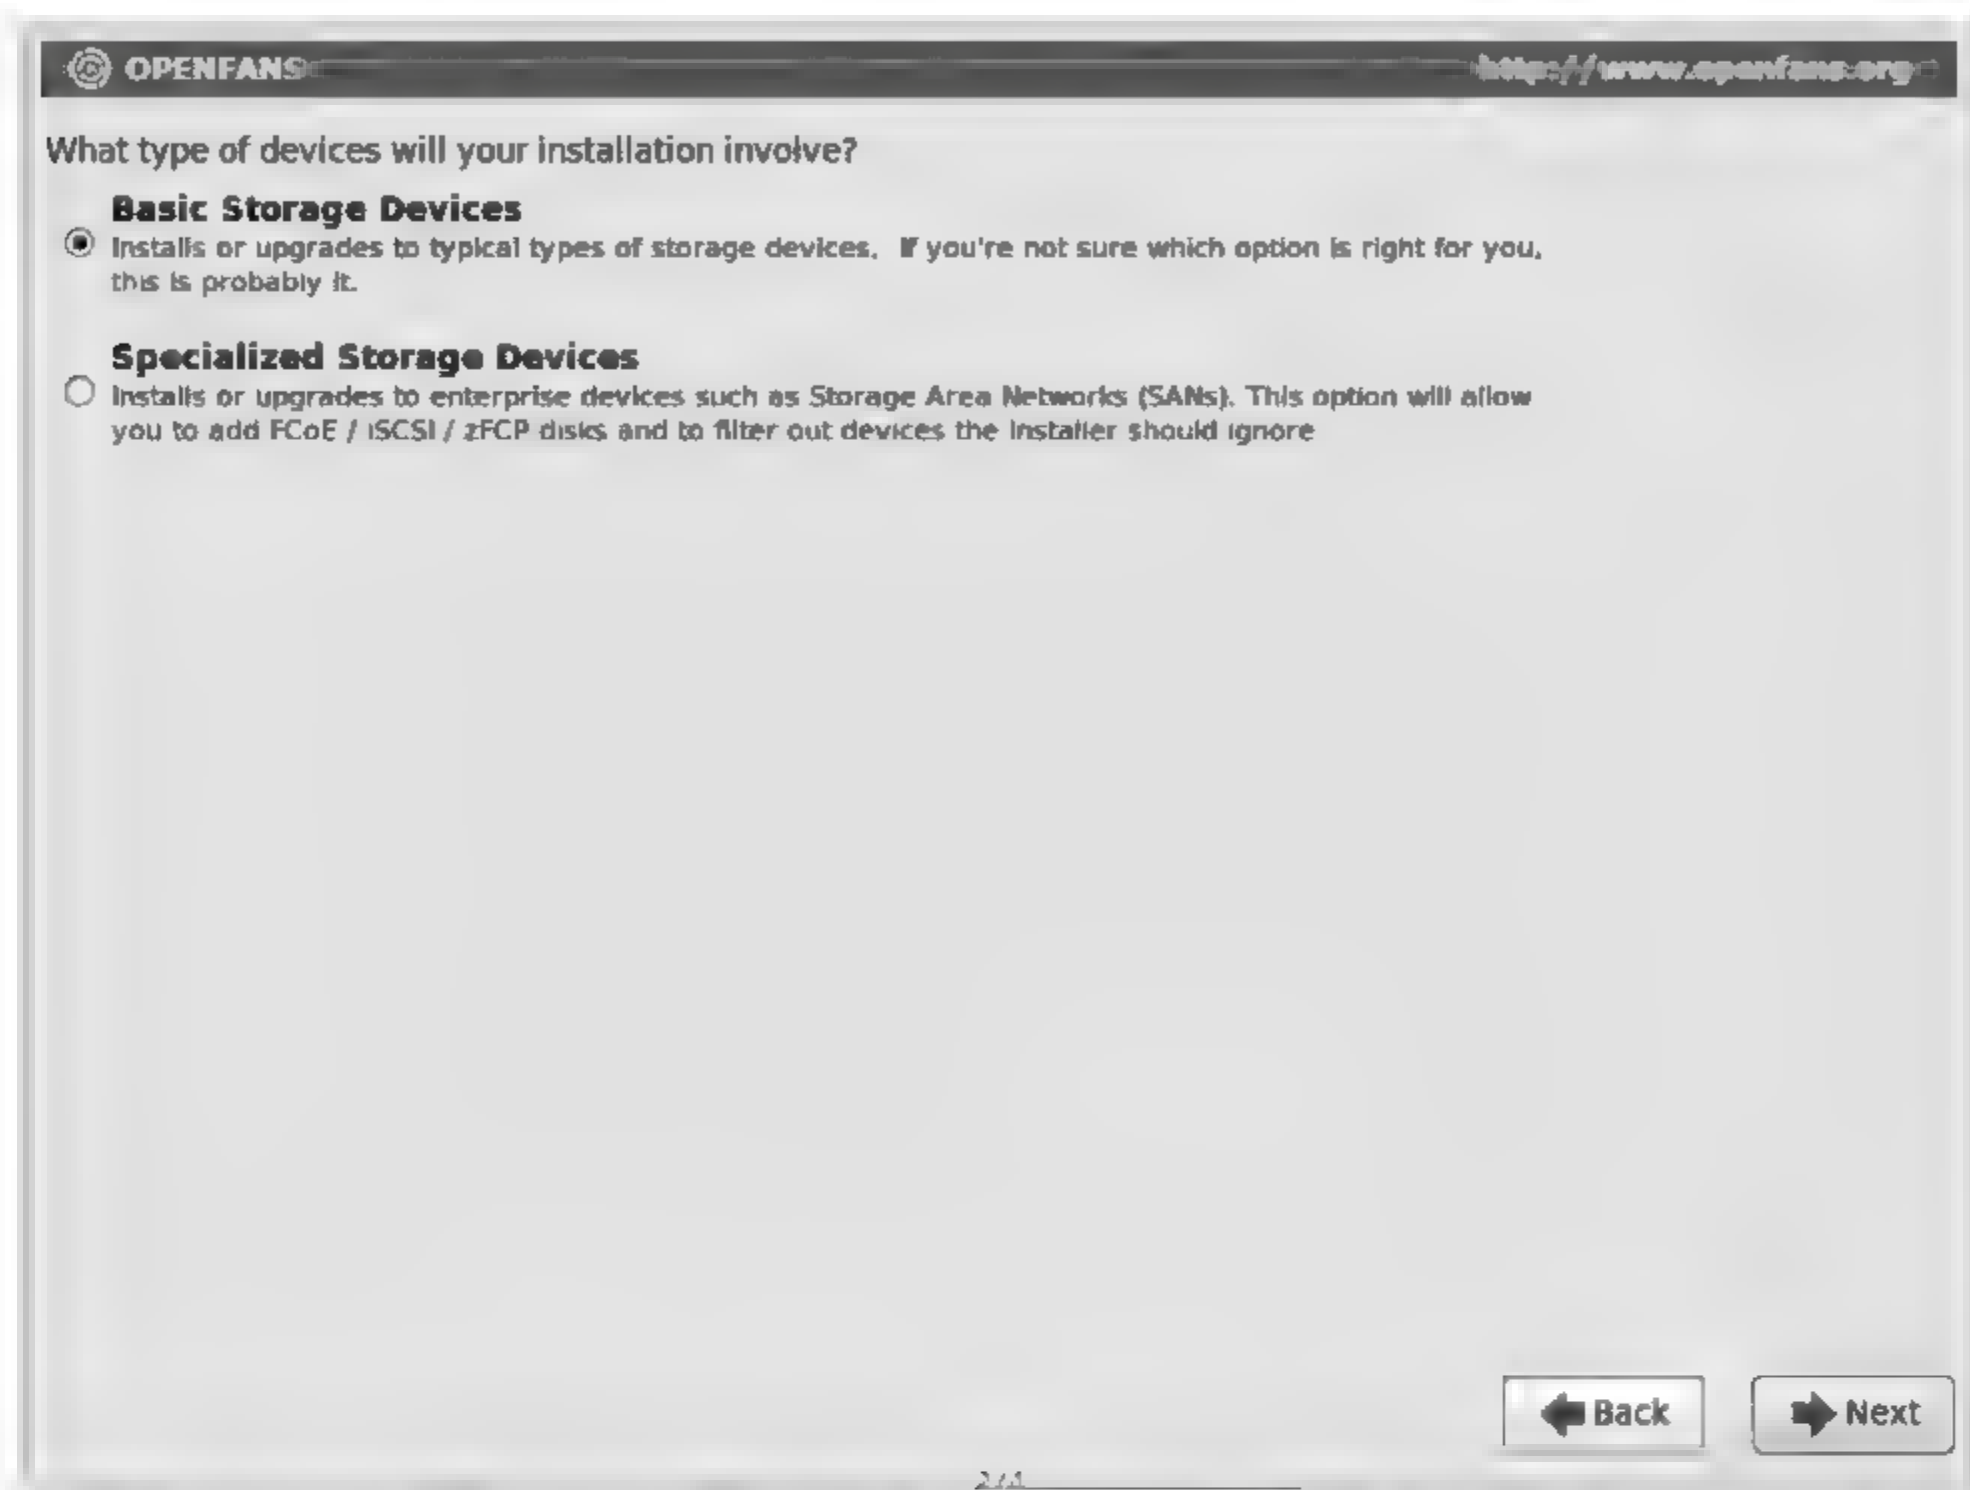 OPENFANS
http://www.openfans.org
What type of devices will your installation involve?
Basic Storage Devices
Installs or upgrades to typical types of storage devices.  If you're not sure which option is right for you,
this is probably it.
Specialized Storage Devices
Installs or upgrades to enterprise devices such as Storage Area Networks (SANs). This option will allow
you to add FCoE / iSCSI / zFCP disks and to filter out devices the installer should ignore
Back
Next